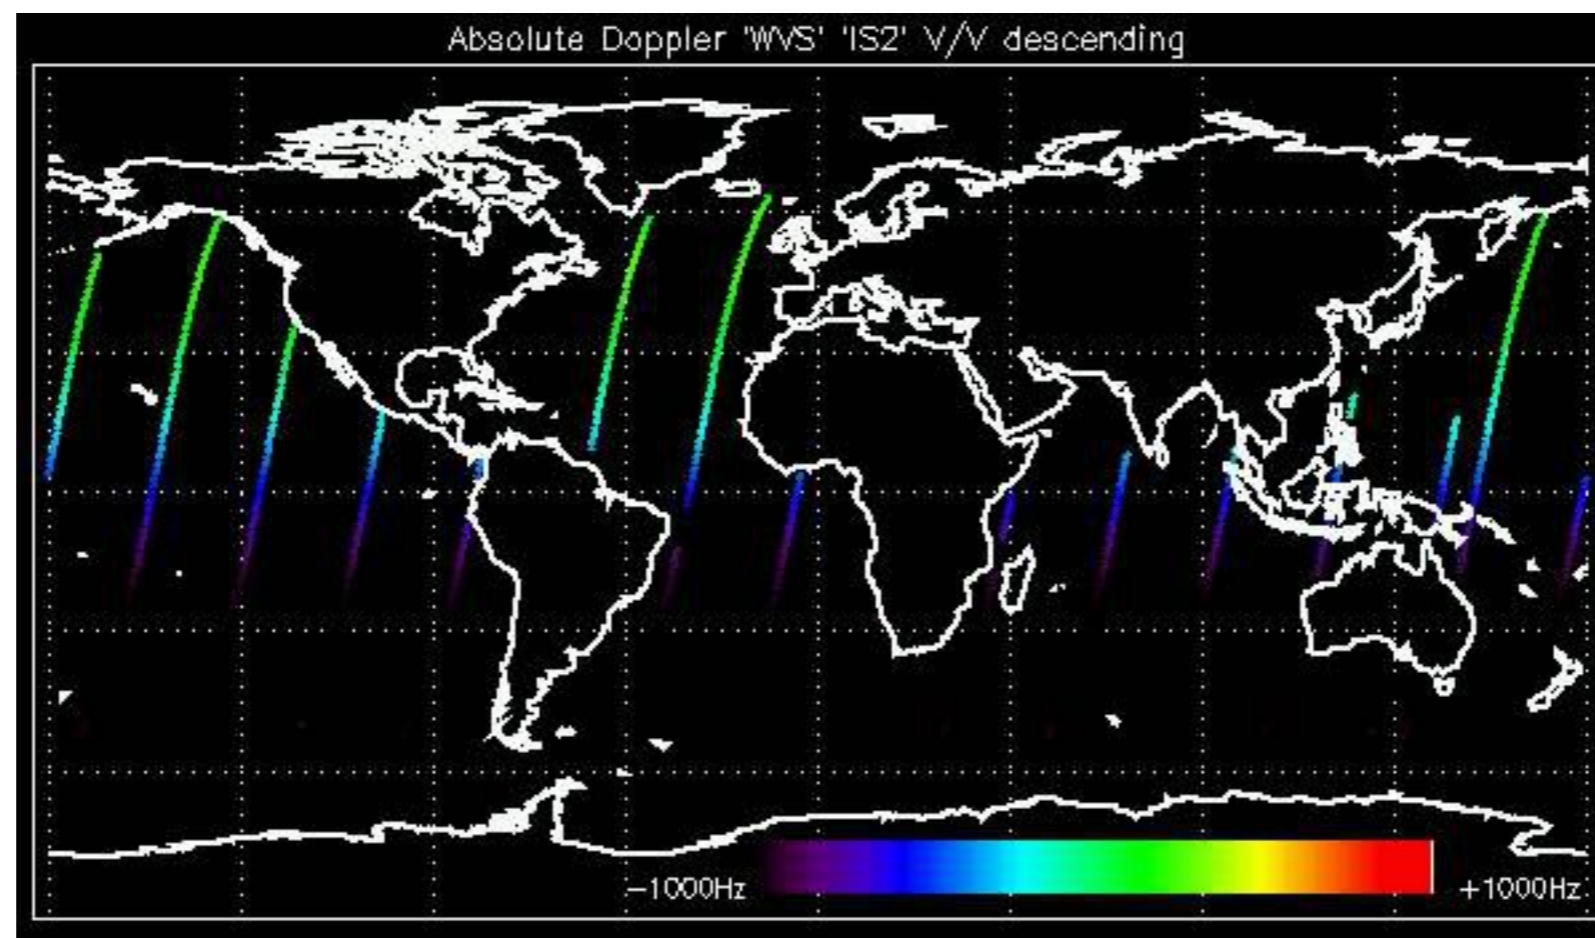 Absolute Doppler 'WVS' 'IS2' V/V descending
-1000Hz +1000Hz